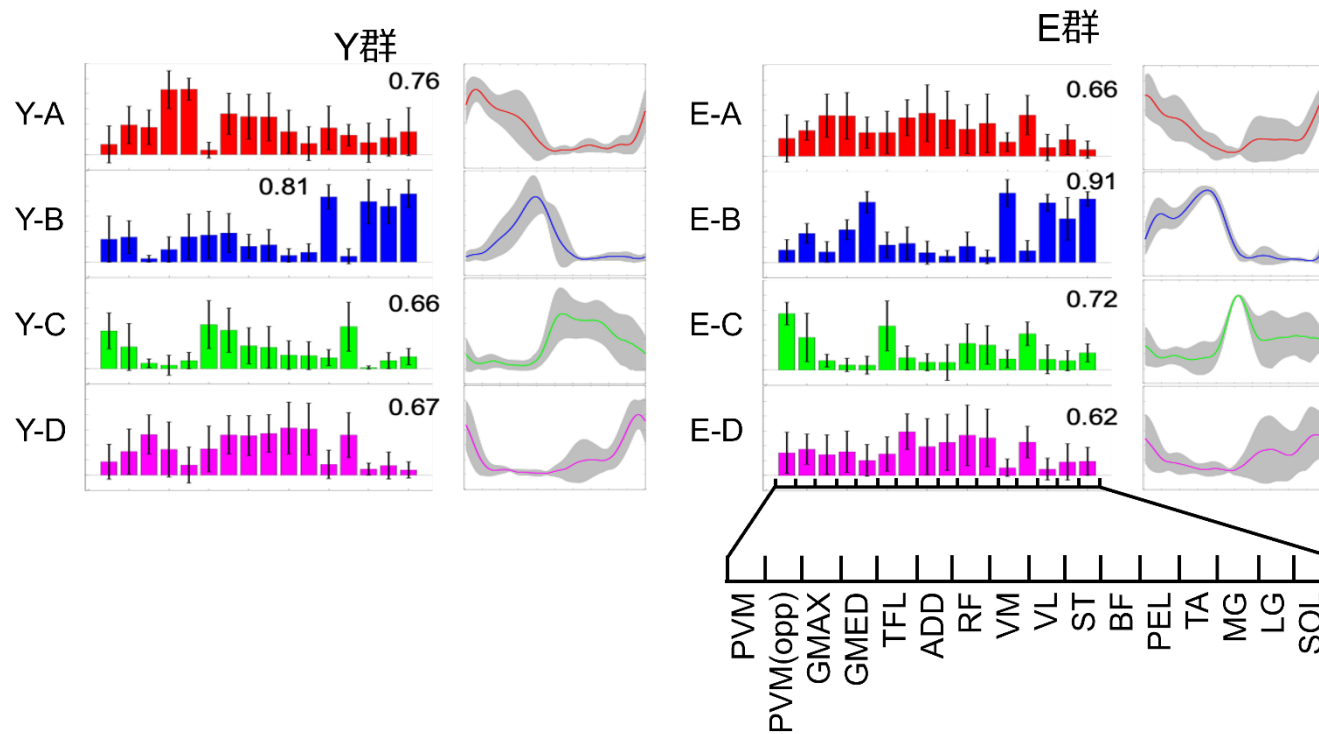 Y群
E群
Y-A
0.76
E-A
0.66
Y-B
0.81
E-B
0.91
Y-C
0.66
E-C
0.72
Y-D
0.67
E-D
0.62
PVM
PVM(opp)
GMAX
GMED
TFL
ADD
RF
VM
VL
ST
BF
PEL
TA
MG
LG
SOL